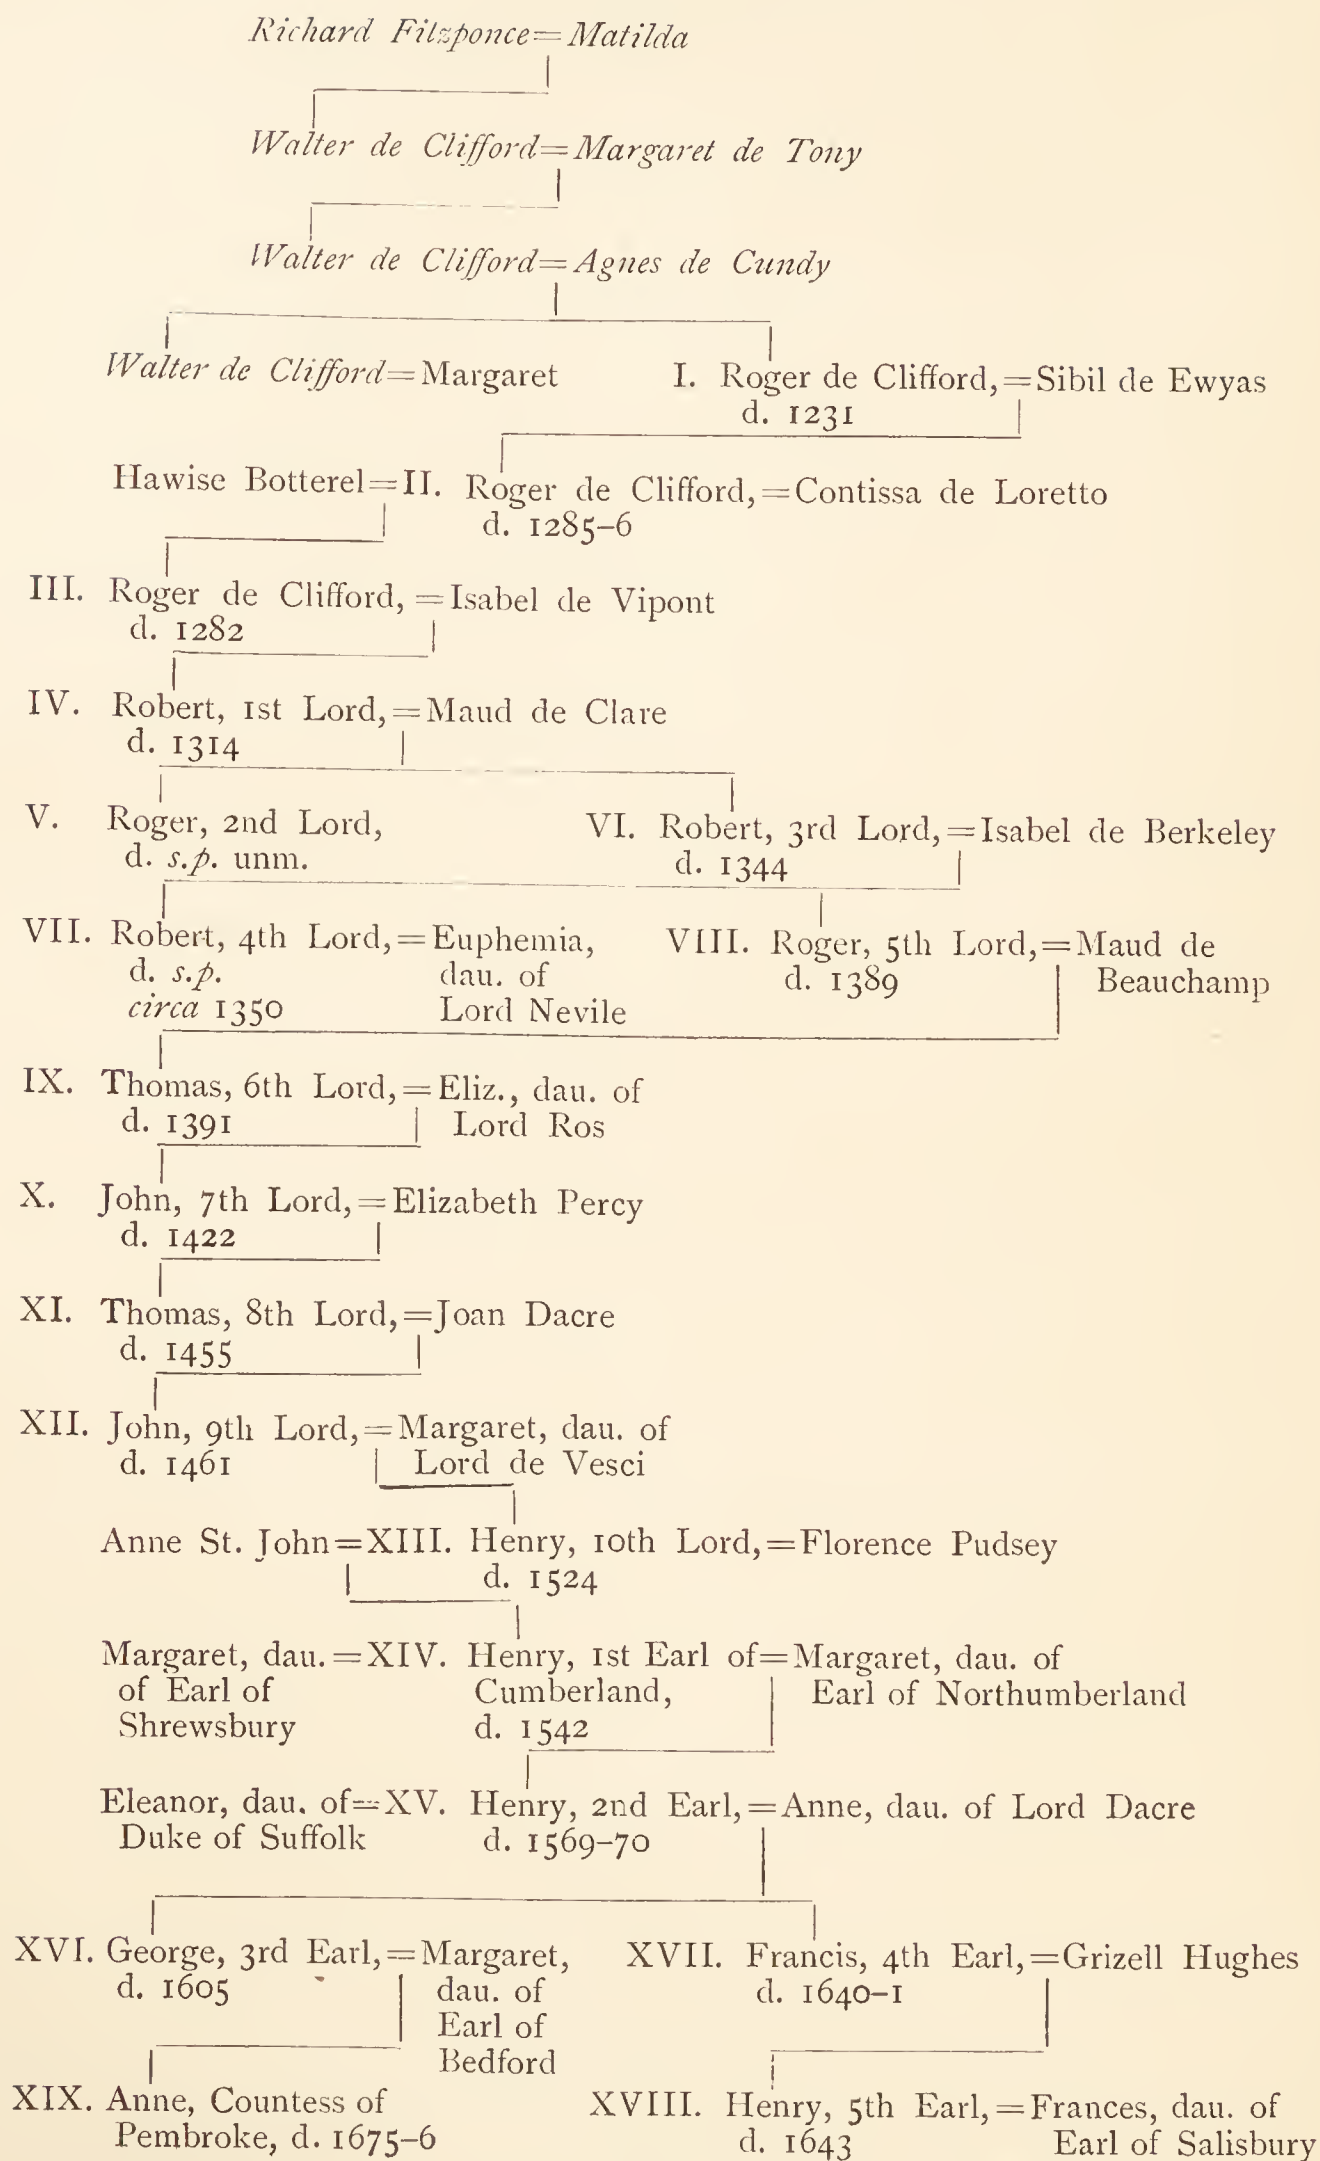 Richard Fitzponce=Matilda
Walter de Clifford=Margaret de Tony
Walter de Clifford=Agnes de Cundy
Walter de Clifford=Margaret I. Roger de Clifford,=Sibil de Ewyas
d. 1231
Hawise Botterel=II. Roger de Clifford,=Contissa de Loretto
d. 1285-6
III. Roger de Clifford,=Isabel de Vipont
d. 1282
IV. Robert, 1st Lord,=Maud de Clare
d. 1314
V. Roger, 2nd Lord, VI. Robert, 3rd Lord,=Isabel de Berkeley
d. s.p. unm. d. 1344
VII. Robert, 4th Lord,=Euphemia, VIII. Roger, 5th Lord,=Maud de
d. s.p. dau. of d. 1389 Beauchamp
circa 1350 Lord Nevile
IX. Thomas, 6th Lord,=Eliz., dau. of
d. 1391 Lord Ros
X. John, 7th Lord,=Elizabeth Percy
d. 1422
XI. Thomas, 8th Lord,=Joan Dacre
d. 1455
XII. John, 9th Lord,=Margaret, dau. of
d. 1461 Lord de Vesci
Anne St. John=XIII. Henry, 10th Lord,=Florence Pudsey
d. 1524
Margaret, dau.=XIV. Henry, 1st Earl of=Margaret, dau. of
of Earl of Cumberland, Earl of Northumberland
Shrewsbury d. 1542
Eleanor, dau. of=XV. Henry, 2nd Earl,=Anne, dau. of Lord Dacre
Duke of Suffolk d. 1569-70
XVI. George, 3rd Earl,=Margaret, XVII. Francis, 4th Earl,=Grizell Hughes
d. 1605 dau. of d. 1640-1
Earl of
Bedford
XIX. Anne, Countess of XVIII. Henry, 5th Earl,=Frances, dau. of
Pembroke, d. 1675-6 d. 1643 Earl of Salisbury